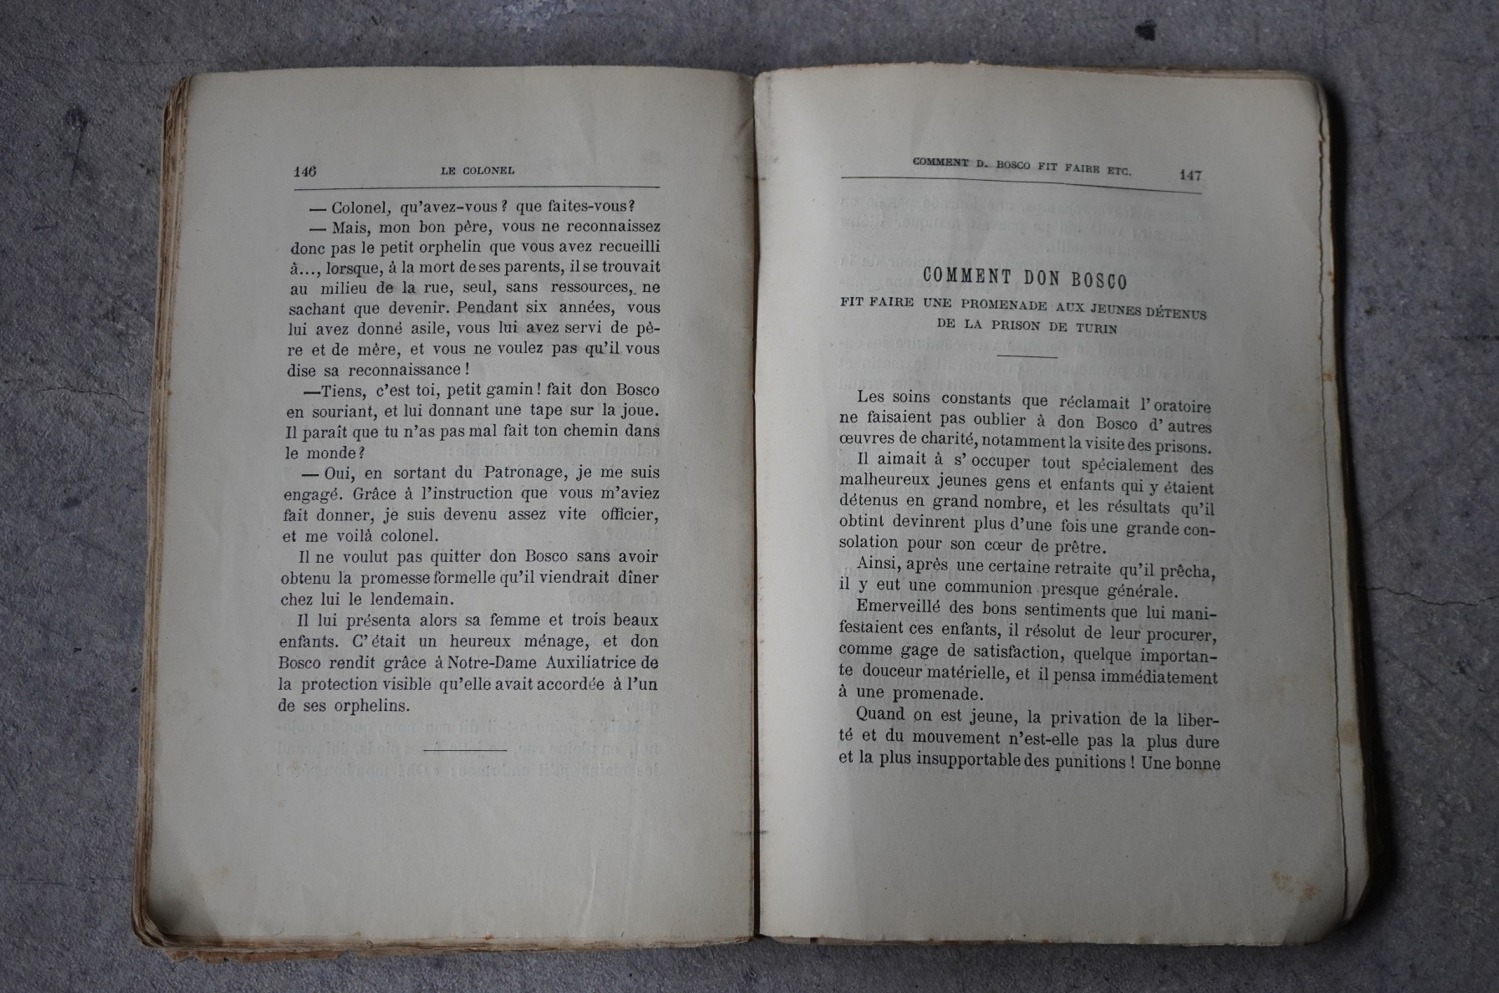 146
LE COLONEL
— Colonel, qu'avez-vous ? que faites-vous?
— Mais, mon bon père, vous ne reconnaissez
donc pas le petit orphelin que vous avez recueilli
à..., lorsque, à la mort de ses parents, il se trouvait
au milieu de la rue, seul, sans ressources, ne
sachant que devenir. Pendant six années, vous
lui avez donné asile, vous lui avez servi de pè-
re et de mère, et vous ne voulez pas qu'il vous
dise sa reconnaissance !
—Tiens, c'est toi, petit gamin ! fait don Bosco
en souriant, et lui donnant une tape sur la joue.
Il paraît que tu n'as pas mal fait ton chemin dans
le monde?
— Oui, en sortant du Patronage, je me suis
engagé. Grâce à l'instruction que vous m'aviez
fait donner, je suis devenu assez vite officier,
et me voilà colonel.
Il ne voulut pas quitter don Bosco sans avoir
obtenu la promesse formelle qu'il viendrait dîner
chez lui le lendemain.
Il lui présenta alors sa femme et trois beaux
enfants. C'était un heureux ménage, et don
Bosco rendit grâce à Notre-Dame Auxiliatrice de
la protection visible qu'elle avait accordée à l'un
de ses orphelins.
COMMENT D. BOSCO FIT FAIRE ETC.
147
COMMENT DON BOSCO
FIT FAIRE UNE PROMENADE AUX JEUNES DÉTENUS
DE LA PRISON DE TURIN
Les soins constants que réclamait l'oratoire
ne faisaient pas oublier à don Bosco d'autres
œuvres de charité, notamment la visite des prisons.
Il aimait à s'occuper tout spécialement des
malheureux jeunes gens et enfants qui y étaient
détenus en grand nombre, et les résultats qu'il
obtint devinrent plus d'une fois une grande con-
solation pour son cœur de prêtre.
Ainsi, après une certaine retraite qu'il prêcha,
il y eut une communion presque générale.
Emerveillé des bons sentiments que lui mani-
festaient ces enfants, il résolut de leur procurer,
comme gage de satisfaction, quelque importan-
te douceur matérielle, et il pensa immédiatement
à une promenade.
Quand on est jeune, la privation de la liber-
té et du mouvement n'est-elle pas la plus dure
et la plus insupportable des punitions ! Une bonne